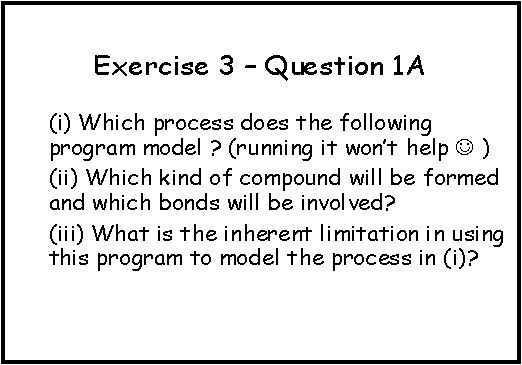 Exercise 3 – Question 1A
(i) Which process does the following
program model ? (running it won't help ☺ )
(ii) Which kind of compound will be formed
and which bonds will be involved?
(iii) What is the inherent limitation in using
this program to model the process in (i)?